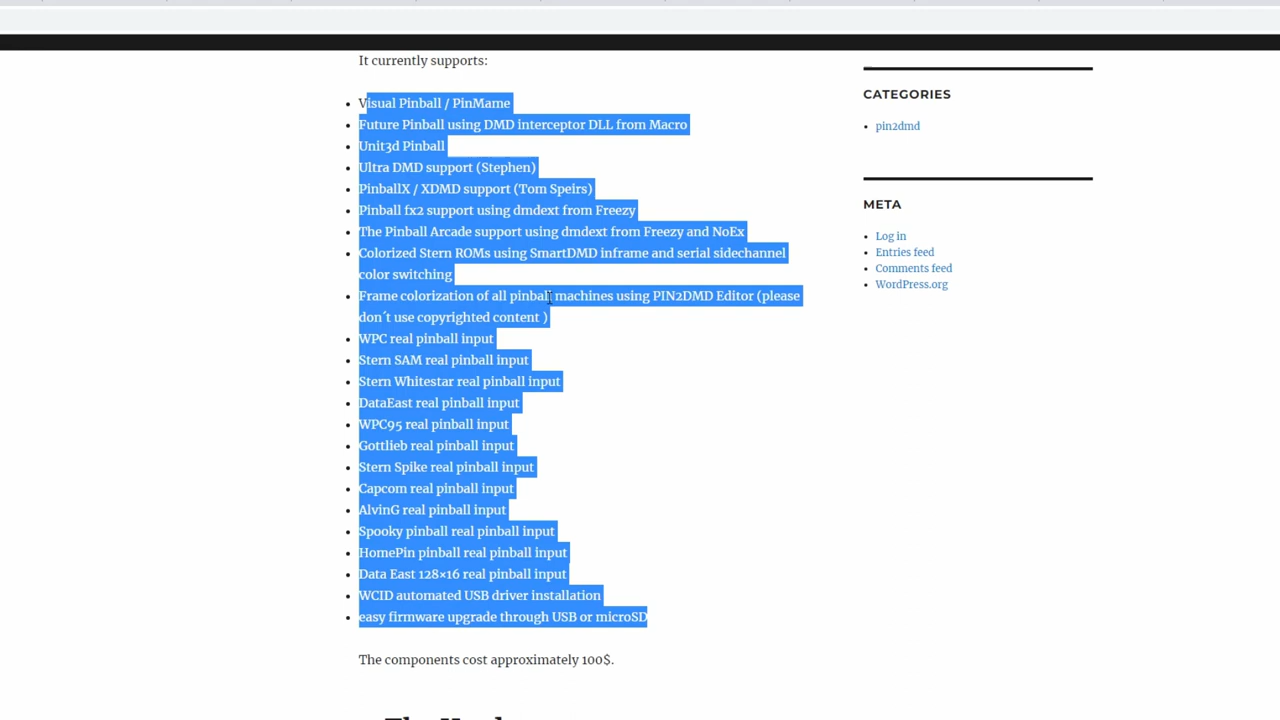 It currently supports:
Visual Pinball / PinMame
Future Pinball using DMD interceptor DLL from Macro
Unit3d Pinball
Ultra DMD support (Stephen)
PinballX / XDMD support (Tom Speirs)
Pinball fx2 support using dmdext from Freezy
The Pinball Arcade support using dmdext from Freezy and NoEx
Colorized Stern ROMs using SmartDMD inframe and serial sidechannel
color switching
Frame colorization of all pinball machines using PIN2DMD Editor (please
don´t use copyrighted content )
WPC real pinball input
Stern SAM real pinball input
Stern Whitestar real pinball input
DataEast real pinball input
WPC95 real pinball input
Gottlieb real pinball input
Stern Spike real pinball input
Capcom real pinball input
AlvinG real pinball input
Spooky pinball real pinball input
HomePin pinball real pinball input
Data East 128×16 real pinball input
WCID automated USB driver installation
easy firmware upgrade through USB or microSD
The components cost approximately 100$.
CATEGORIES
pin2dmd
META
Log in
Entries feed
Comments feed
WordPress.org